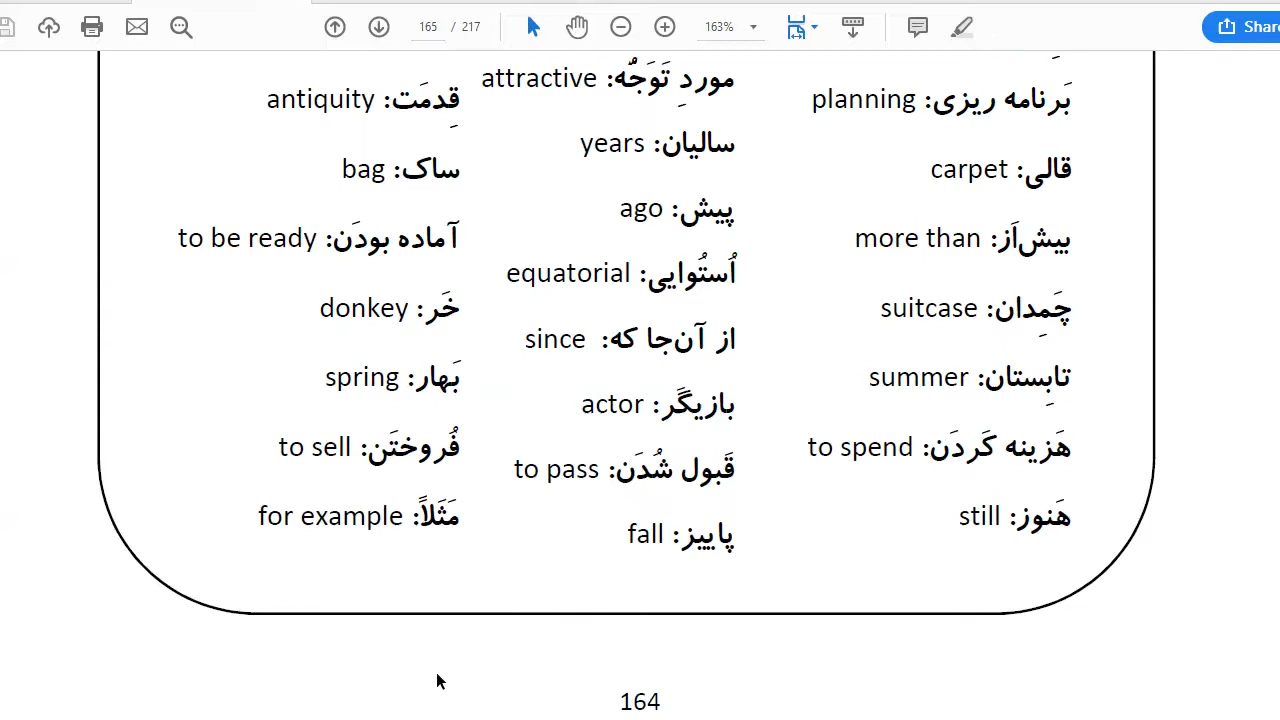 165 / 217
163%
Share
بَرنامه ریزی: planning
قالی: carpet
بیش‌اَز: more than
چَمِدان: suitcase
تابِستان: summer
هَزینه کَردَن: to spend
هَنوز: still
موردِ تَوَجُّه: attractive
سالیان: years
پیش: ago
اُستُوایی: equatorial
از آن‌جا که: since
بازیگَر: actor
قَبول شُدَن: to pass
پاییز: fall
قِدمَت: antiquity
ساک: bag
آماده بودَن: to be ready
خَر: donkey
بَهار: spring
فُروختَن: to sell
مَثَلاً: for example
164